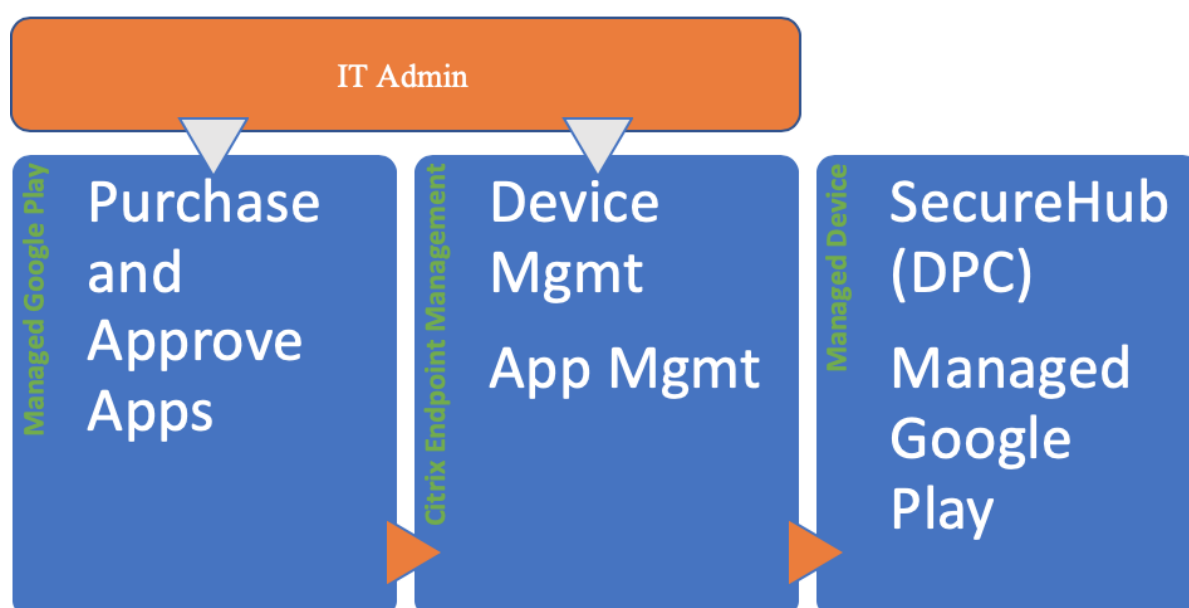 IT Admin
Managed Google Play
Purchase
and
Approve
Apps
Citrix Endpoint Management
Device
Mgmt
App Mgmt
Managed Device
SecureHub
(DPC)
Managed
Google
Play